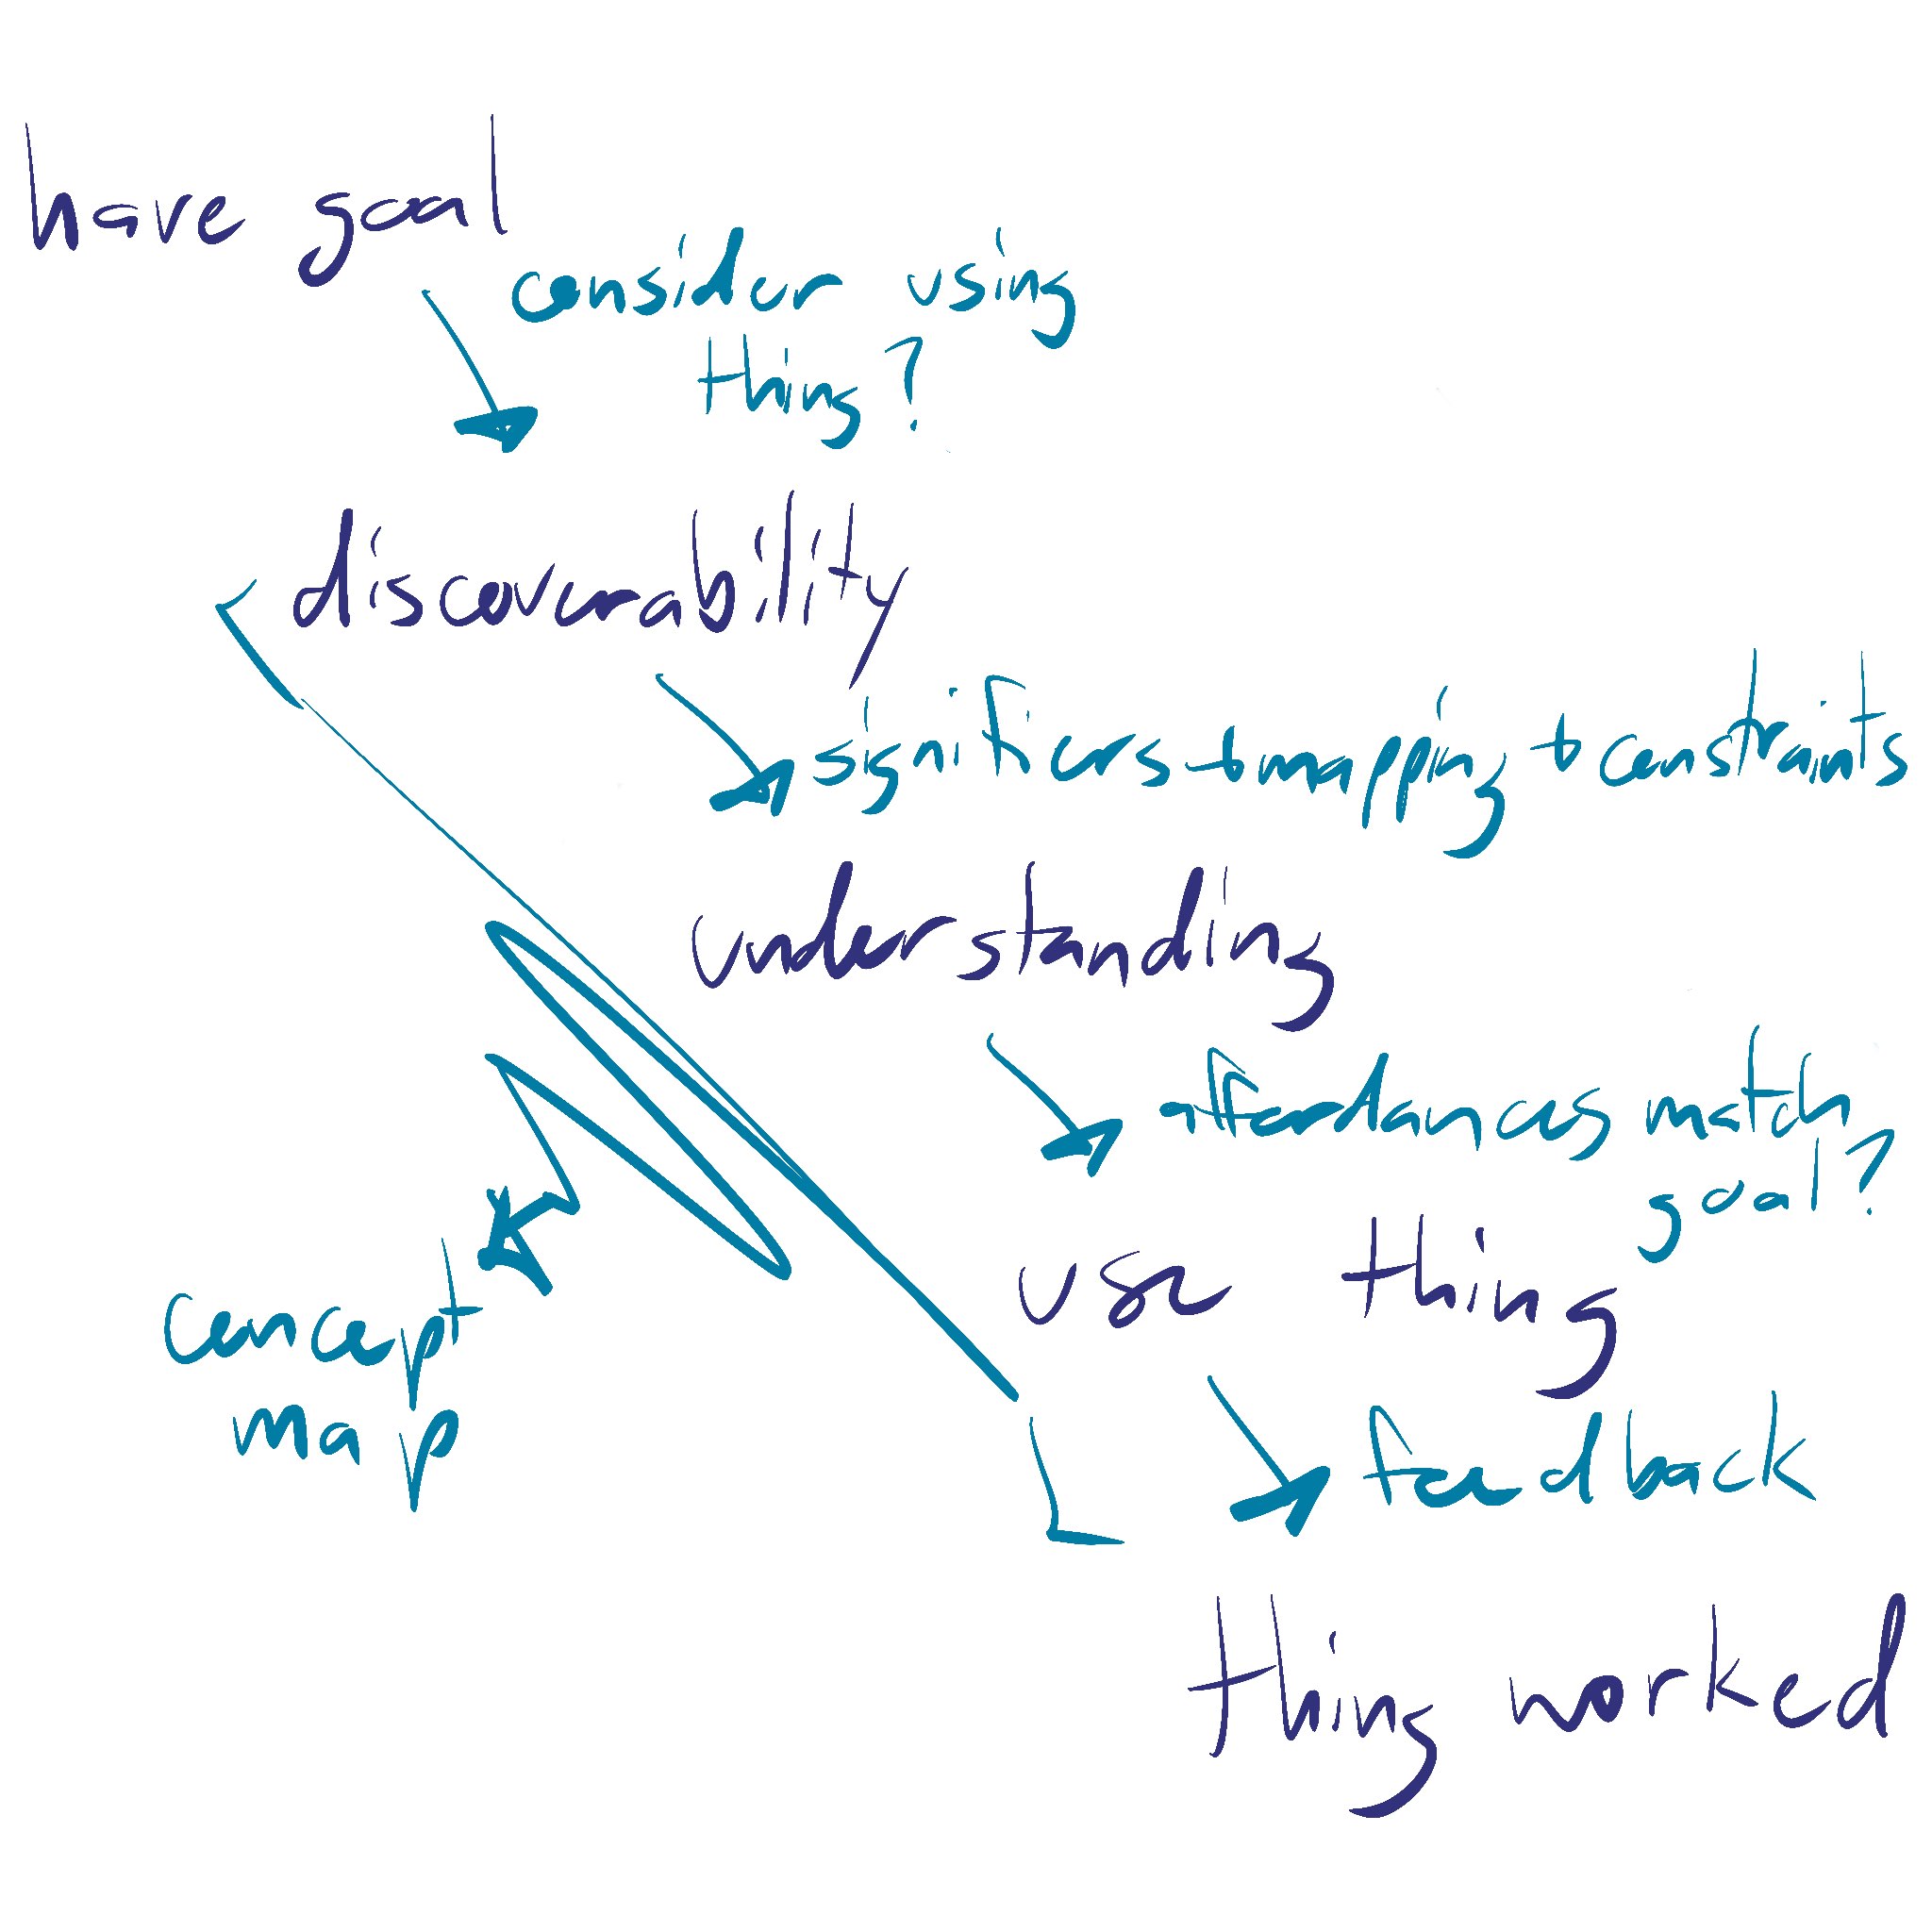 have goal
consider using
thing?
discoverability
signifiers + mapping + constraints
understanding
affordances match
goal?
use thing
concept
map
feedback
thing worked